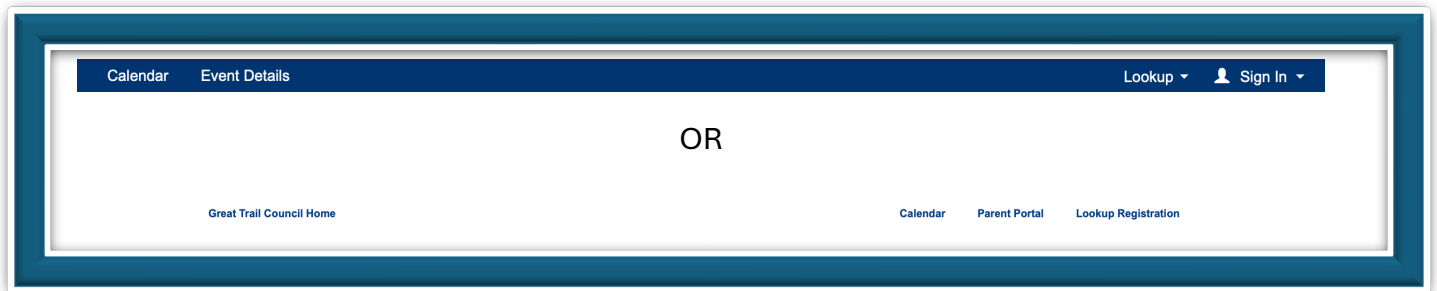 Calendar Event Details Lookup Sign In
OR
Great Trail Council Home Calendar Parent Portal Lookup Registration